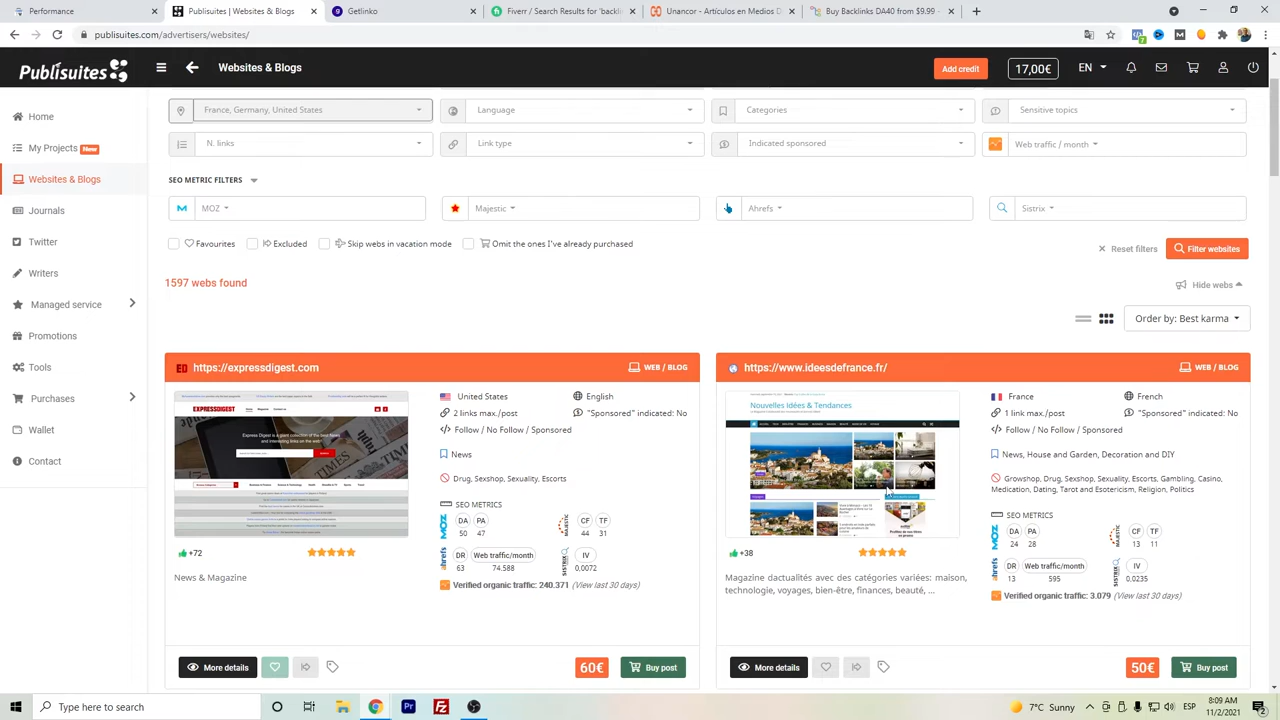 Performance
Publisuites | Websites & Blogs
Getlinko
Fiverr / Search Results for 'backli
Unancor - Artículos en Medios D
Buy Backlinks DA40 from $9.99 -
publisuites.com/advertisers/websites/
Publisuites
Websites & Blogs
Add credit
17,00€
EN
Home
My Projects New
Websites & Blogs
Journals
Twitter
Writers
Managed service
Promotions
Tools
Purchases
Wallet
Contact
France, Germany, United States
Language
Categories
Sensitive topics
N. links
Link type
Indicated sponsored
Web traffic / month
SEO METRIC FILTERS
MOZ
Majestic
Ahrefs
Sistrix
Favourites
Excluded
Skip webs in vacation mode
Omit the ones I've already purchased
Reset filters
Filter websites
1597 webs found
Hide webs
Order by: Best karma
https://expressdigest.com
WEB / BLOG
EXPRESSDIGEST
United States
English
2 links max./post
"Sponsored" indicated: No
Follow / No Follow / Sponsored
News
Drug, Sexshop, Sexuality, Escorts
SEO METRICS
MOZ
DA PA
50 47
MAJESTIC
CF TF
44 31
ahrefs
DR Web traffic/month
63 74.588
SISTRIX
IV
0,0072
Verified organic traffic: 240.371 (View last 30 days)
+72
News & Magazine
More details
60€
Buy post
https://www.ideesdefrance.fr/
WEB / BLOG
Nouvelles Idées & Tendances
France
French
1 link max./post
"Sponsored" indicated: No
Follow / No Follow / Sponsored
News, House and Garden, Decoration and DIY
Growshop, Drug, Sexshop, Sexuality, Escorts, Gambling, Casino,
Medication, Dating, Tarot and Esotericism, Religion, Politics
SEO METRICS
MOZ
DA PA
24 28
MAJESTIC
CF TF
13 11
ahrefs
DR Web traffic/month
13 595
SISTRIX
IV
0.0235
Verified organic traffic: 3.079 (View last 30 days)
+38
Magazine dactualités avec des catégories variées: maison,
technologie, voyages, bien-être, finances, beauté, ...
More details
50€
Buy post
Type here to search
7°C Sunny
ESP
8:09 AM
11/2/2021